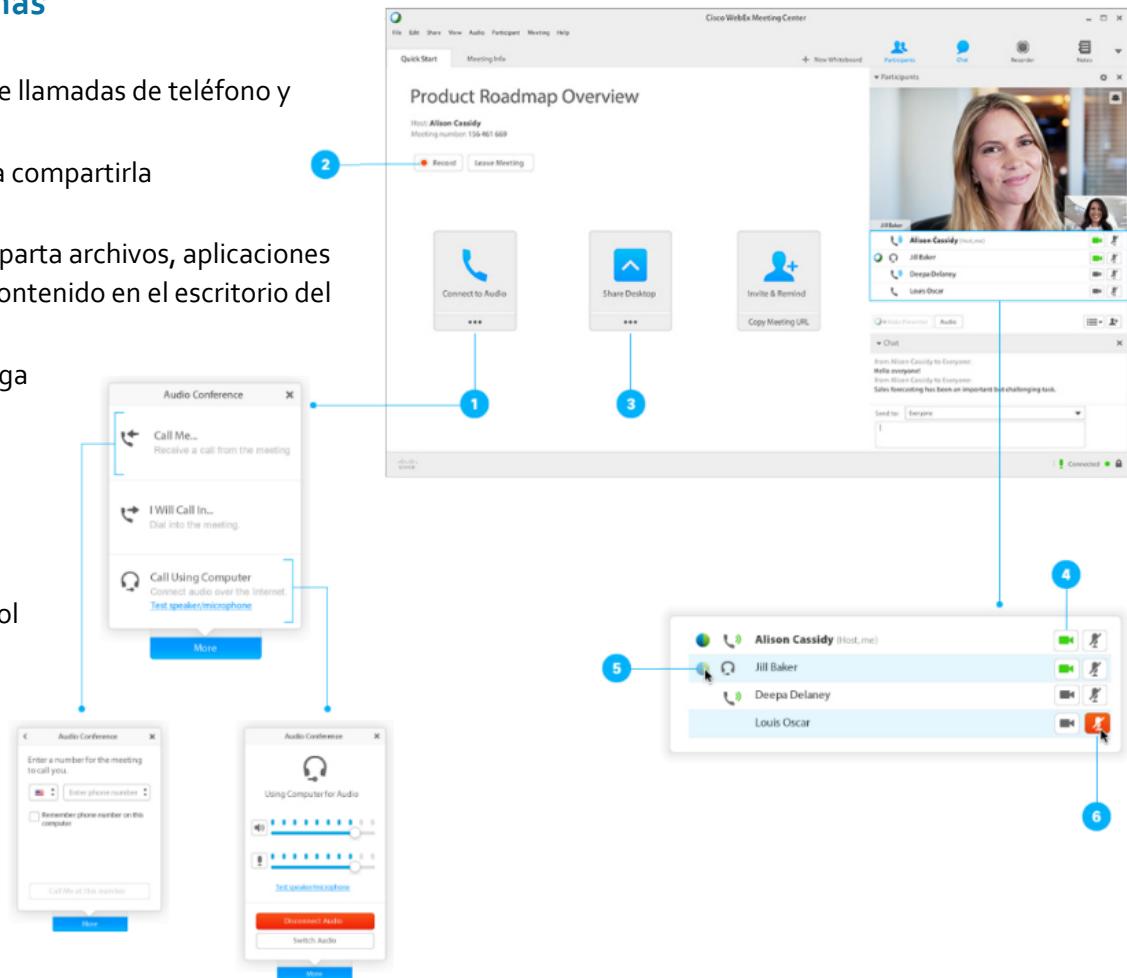 nas
e llamadas de teléfono y
a compartirla
parta archivos, aplicaciones
contenido en el escritorio del
ga
ol
Cisco WebEx Meeting Center
File Edit Share View Audio Participant Meeting Help
Quick Start Meeting Info
+ New Whiteboard
Participants Chat Recorder Notes
Product Roadmap Overview
Host: Alison Cassidy
Meeting number: 156 461 669
2
Record Leave Meeting
Connect to Audio
Share Desktop
Invite & Remind
Copy Meeting URL
1
3
Participants
Jill Baker
Alison Cassidy (Host, me)
Jill Baker
Deepa Delaney
Louis Oscar
Make Presenter Audio
Chat
from Alison Cassidy to Everyone:
Hello everyone!
from Alison Cassidy to Everyone:
Sales forecasting has been an important but challenging task.
Send to: Everyone
CISCO
Connected
Audio Conference
Call Me...
Receive a call from the meeting
I Will Call In...
Dial into the meeting.
Call Using Computer
Connect audio over the Internet.
Test speaker/microphone
More
4
Alison Cassidy (Host, me)
5
Jill Baker
Deepa Delaney
Louis Oscar
6
Audio Conference
Enter a number for the meeting
to call you.
Enter phone number
Remember phone number on this
computer
Call Me at this number
More
Audio Conference
Using Computer for Audio
Test speaker/microphone
Disconnect Audio
Switch Audio
More